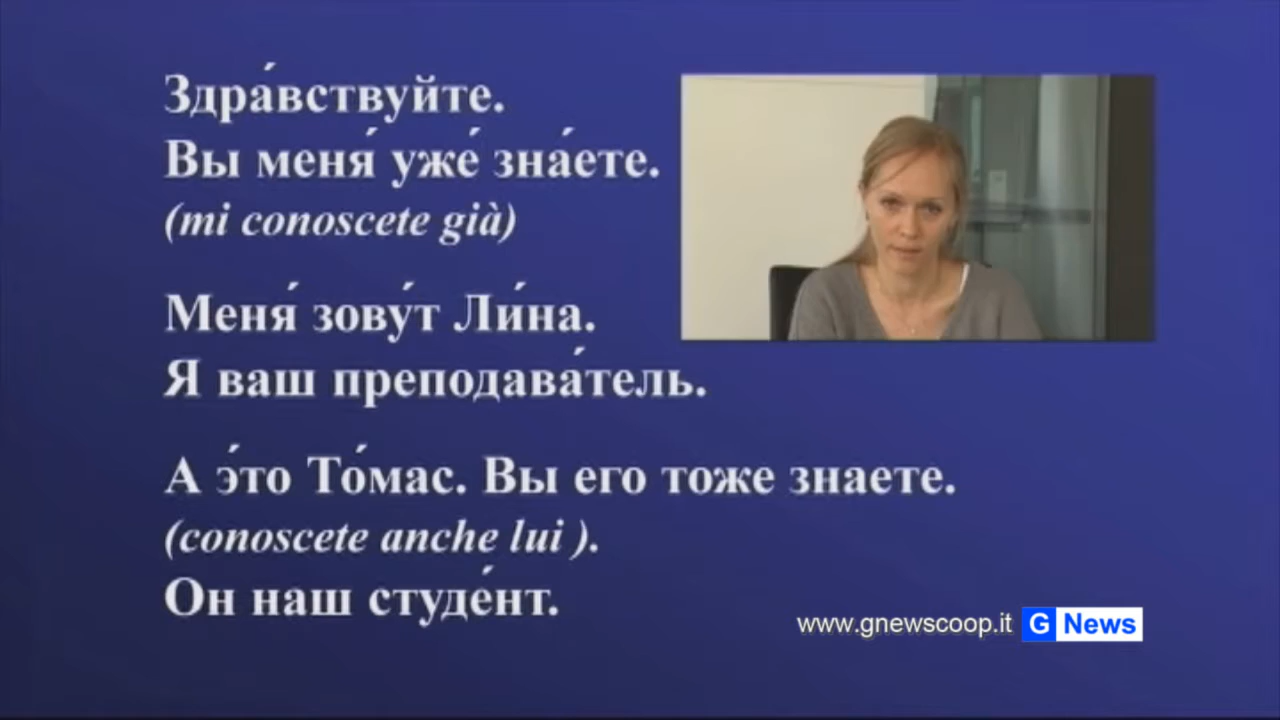 Здра́вствуйте.
Вы меня́ уже́ зна́ете.
(mi conoscete già)
Меня́ зову́т Ли́на.
Я ваш преподава́тель.
А э́то То́мас. Вы его тоже знаете.
(conoscete anche lui ).
Он наш студе́нт.
www.gnewscoop.it G News